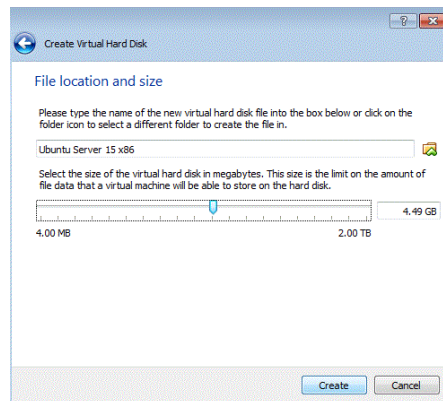 ?
Create Virtual Hard Disk
File location and size
Please type the name of the new virtual hard disk file into the box below or click on the
folder icon to select a different folder to create the file in.
Ubuntu Server 15 x86
Select the size of the virtual hard disk in megabytes. This size is the limit on the amount of
file data that a virtual machine will be able to store on the hard disk.
4.49 GB
4.00 MB 2.00 TB
Create Cancel